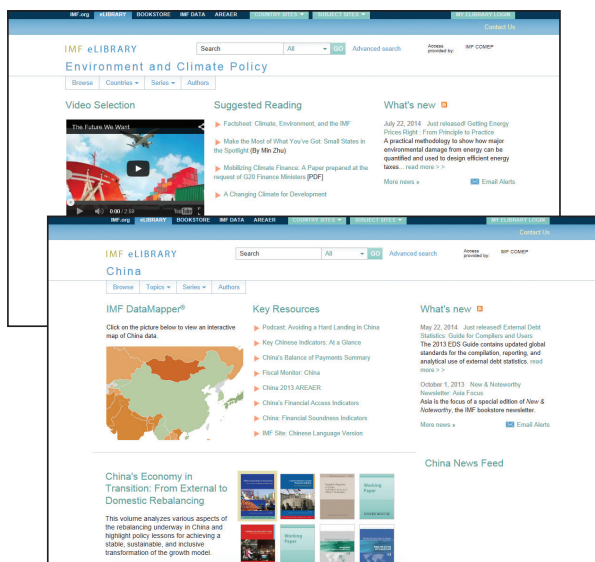 IMF.org eLIBRARY BOOKSTORE IMF DATA AREAER COUNTRY SITES SUBJECT SITES MY ELIBRARY LOGIN
Contact Us
IMF eLIBRARY Search All GO Advanced search Access provided by: IMF COMEP
Environment and Climate Policy
Browse Countries Series Authors
Video Selection
The Future We Want
0:00 / 2:59 YouTube
Suggested Reading
Factsheet: Climate, Environment, and the IMF
Make the Most of What You've Got: Small States in
the Spotlight (By Min Zhu)
Mobilizing Climate Finance: A Paper prepared at the
request of G20 Finance Ministers [PDF]
A Changing Climate for Development
What's new
July 22, 2014 Just released! Getting Energy
Prices Right : From Principle to Practice
A practical methodology to show how major
environmental damage from energy can be
quantified and used to design efficient energy
taxes... read more > >
More news » Email Alerts
IMF.org eLIBRARY BOOKSTORE IMF DATA AREAER COUNTRY SITES SUBJECT SITES MY ELIBRARY LOGIN
Contact Us
IMF eLIBRARY Search All GO Advanced search Access provided by: IMF COMEP
China
Browse Topics Series Authors
IMF DataMapper®
Click on the picture below to view an interactive
map of China data.
Key Resources
Podcast: Avoiding a Hard Landing in China
Key Chinese Indicators: At a Glance
China's Balance of Payments Summary
Fiscal Monitor: China
China 2013 AREAER
China's Financial Access Indicators
China: Financial Soundness Indicators
IMF Site: Chinese Language Version
What's new
May 22, 2014 Just released! External Debt
Statistics: Guide for Compilers and Users
The 2013 EDS Guide contains updated global
standards for the compilation, reporting, and
analytical use of external debt statistics. read
more > >
October 1, 2013 New & Noteworthy
Newsletter: Asia Focus
Asia is the focus of a special edition of New &
Noteworthy, the IMF bookstore newsletter.
More news » Email Alerts
China's Economy in
Transition: From External to
Domestic Rebalancing
This volume analyzes various aspects of
the rebalancing underway in China and
highlight policy lessons for achieving a
stable, sustainable, and inclusive
transformation of the growth model.
Working
Paper
Working
Paper
China News Feed